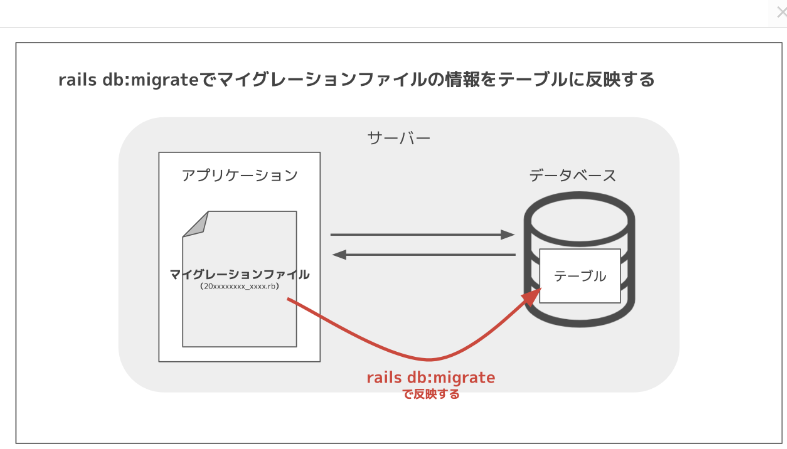 rails db:migrateでマイグレーションファイルの情報をテーブルに反映する
サーバー
アプリケーション
データベース
マイグレーションファイル
（20xxxxxxxx_xxxx.rb）
テーブル
rails db:migrate
で反映する